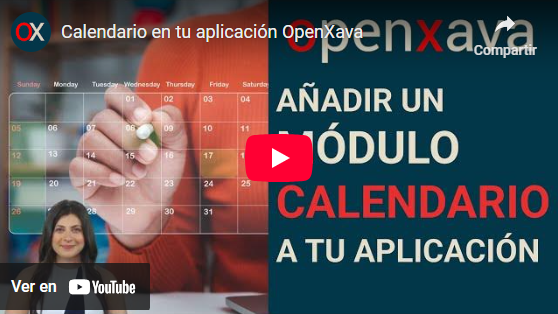 OX
Calendario en tu aplicación OpenXava
openxava
Compartir
AÑADIR UN
MÓDULO
CALENDARIO
A TU APLICACIÓN
Sunday Monday Tuesday Wednesday Thursday Friday Saturday
01 02 03 04
05 06 07 08 09 10 11
12 13 14 15 16 17 18
19 20 21 22 23 24 25
26 28 29 30 31
Ver en YouTube